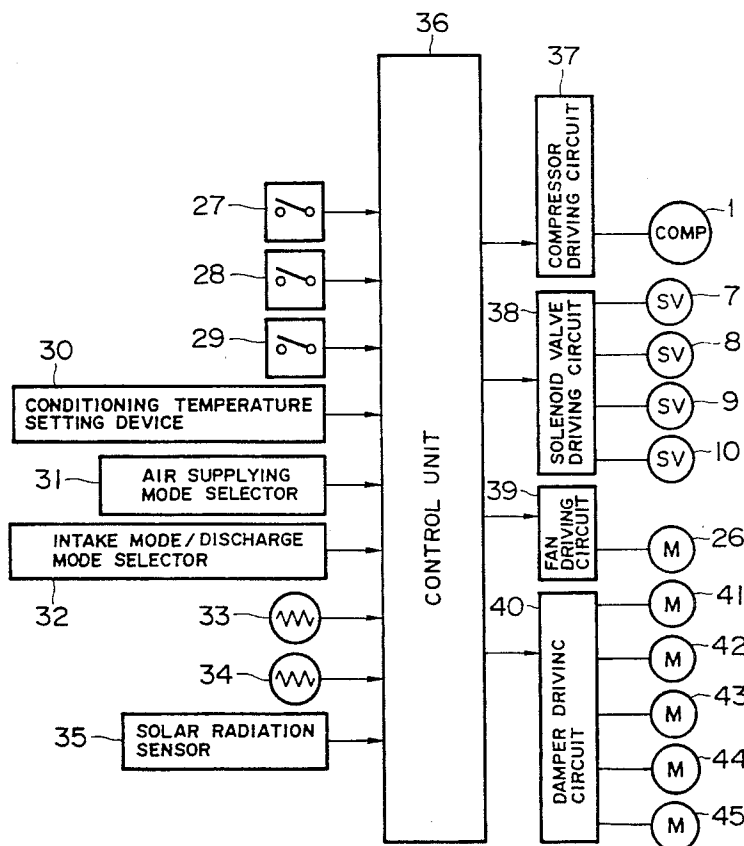 36
37
COMPRESSOR
DRIVING CIRCUIT
1
COMP
27
28
29
38
SOLENOID VALVE
DRIVING CIRCUIT
SV
7
SV
8
SV
9
SV
10
30
CONDITIONING TEMPERATURE
SETTING DEVICE
31
AIR SUPPLYING
MODE SELECTOR
INTAKE MODE/DISCHARGE
MODE SELECTOR
32
CONTROL UNIT
39
FAN
DRIVING
CIRCUIT
M
26
33
34
35
SOLAR RADIATION
SENSOR
40
DAMPER DRIVINC
CIRCUIT
M
41
M
42
M
43
M
44
M
45